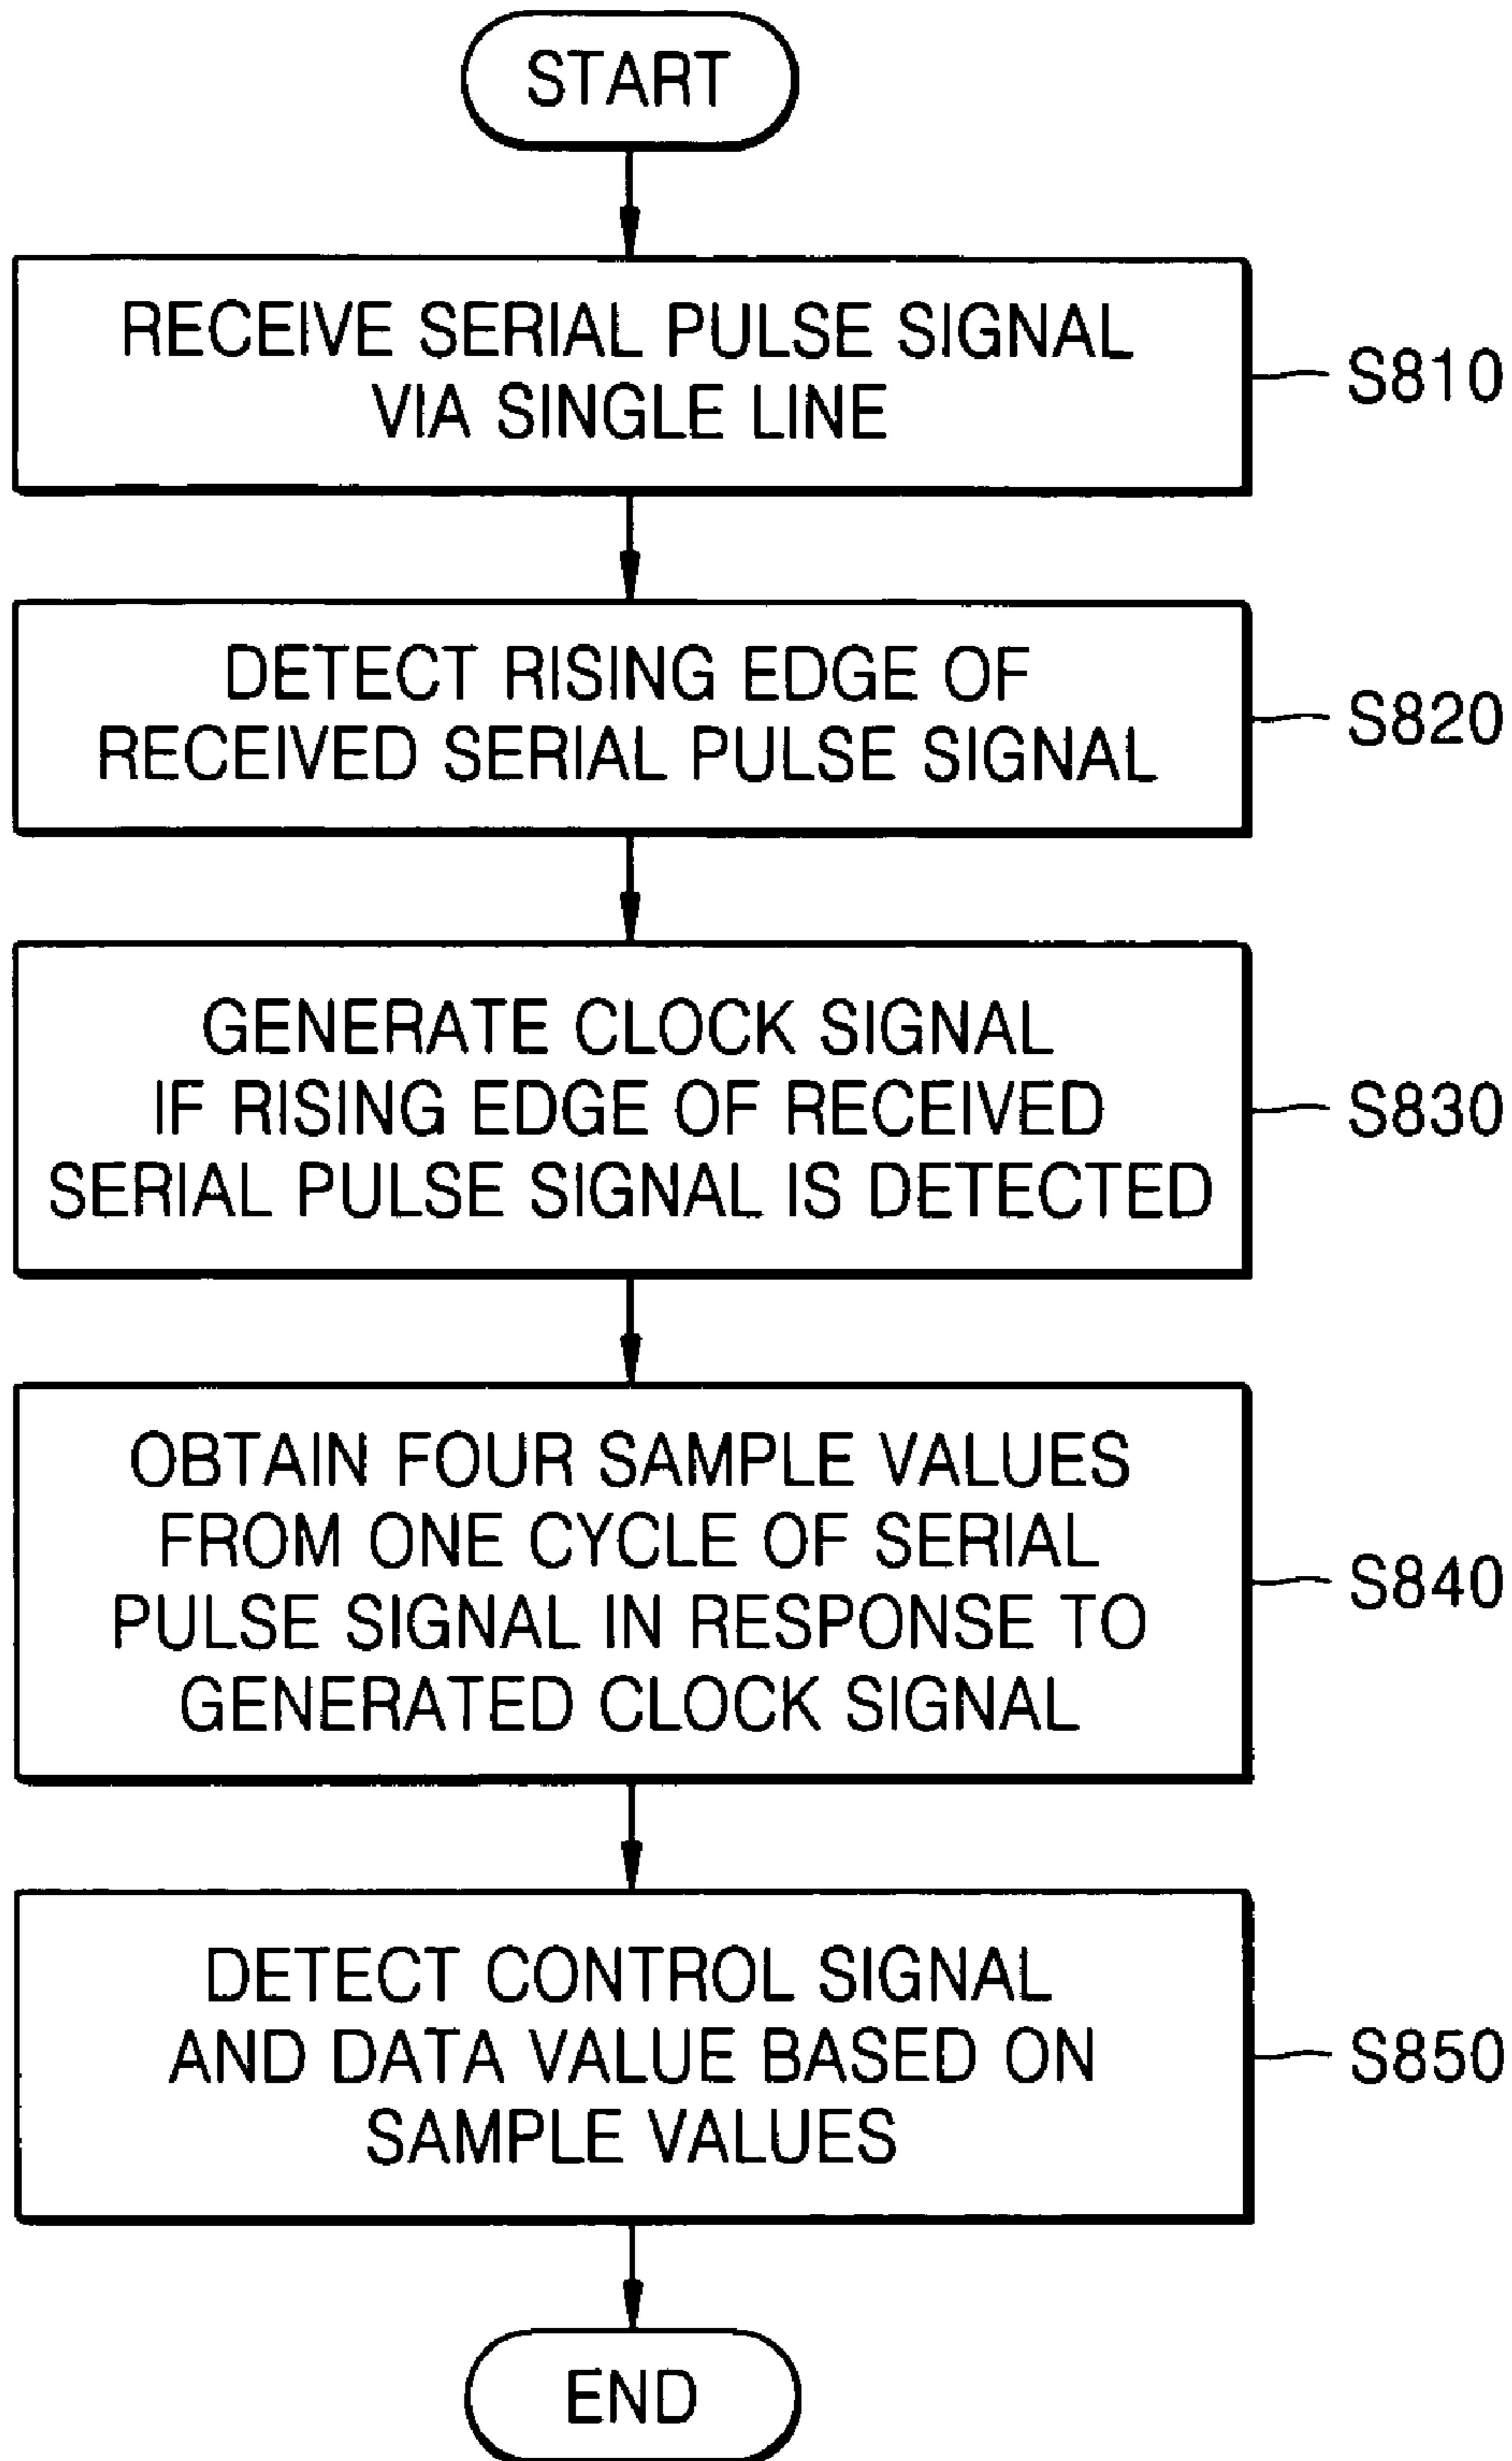 START
RECEIVE SERIAL PULSE SIGNAL
VIA SINGLE LINE
S810
DETECT RISING EDGE OF
RECEIVED SERIAL PULSE SIGNAL
S820
GENERATE CLOCK SIGNAL
IF RISING EDGE OF RECEIVED
SERIAL PULSE SIGNAL IS DETECTED
S830
OBTAIN FOUR SAMPLE VALUES
FROM ONE CYCLE OF SERIAL
PULSE SIGNAL IN RESPONSE TO
GENERATED CLOCK SIGNAL
S840
DETECT CONTROL SIGNAL
AND DATA VALUE BASED ON
SAMPLE VALUES
S850
END